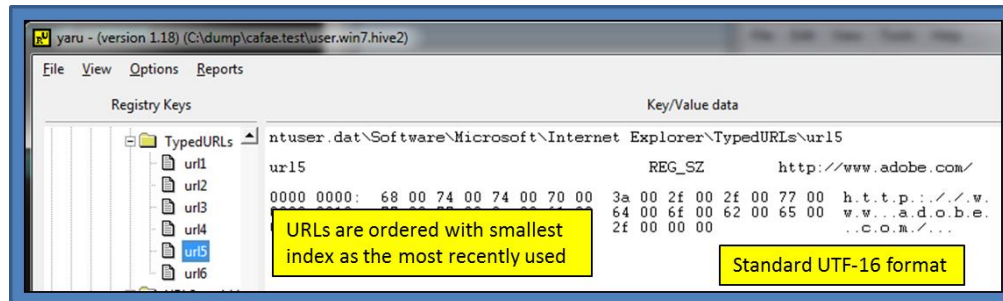 yaru - (version 1.18) (C:\dump\cafae.test\user.win7.hive2)
File View Options Reports
Registry Keys Key/Value data
TypedURLs
url1
url2
url3
url4
url5
url6
ntuser.dat\Software\Microsoft\Internet Explorer\TypedURLs\url5
url5 REG_SZ http://www.adobe.com/
0000 0000: 68 00 74 00 74 00 70 00 3a 00 2f 00 2f 00 77 00 h.t.t.p.:././.w.
64 00 6f 00 62 00 65 00 w.w...a.d.o.b.e.
2f 00 00 00 ..c.o.m./...
URLs are ordered with smallest
index as the most recently used
Standard UTF-16 format